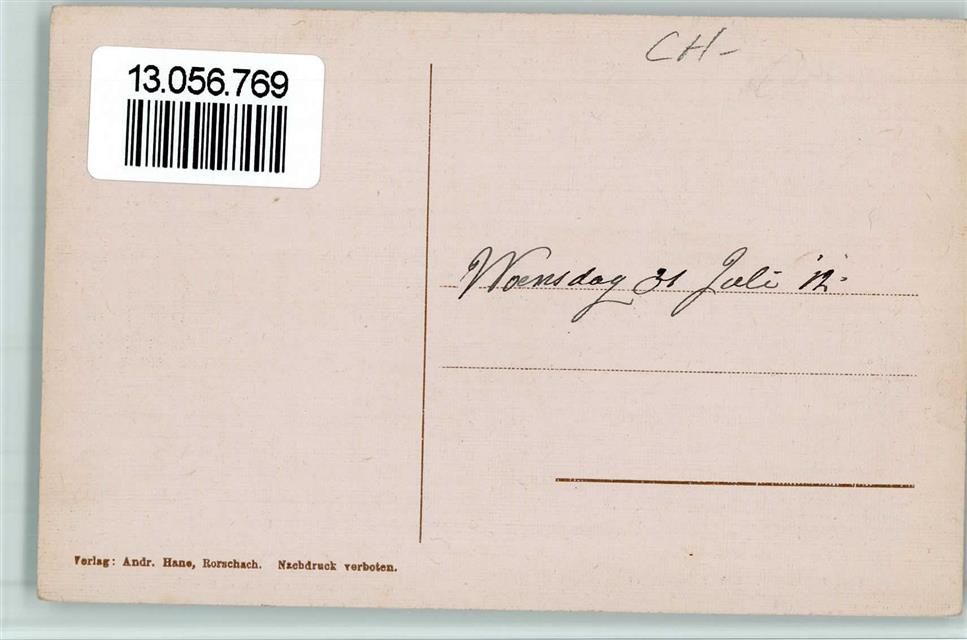 13.056.769
CH-
Woensdag 31 Juli '12.
Verlag: Andr. Hane, Rorschach. Nachdruck verboten.